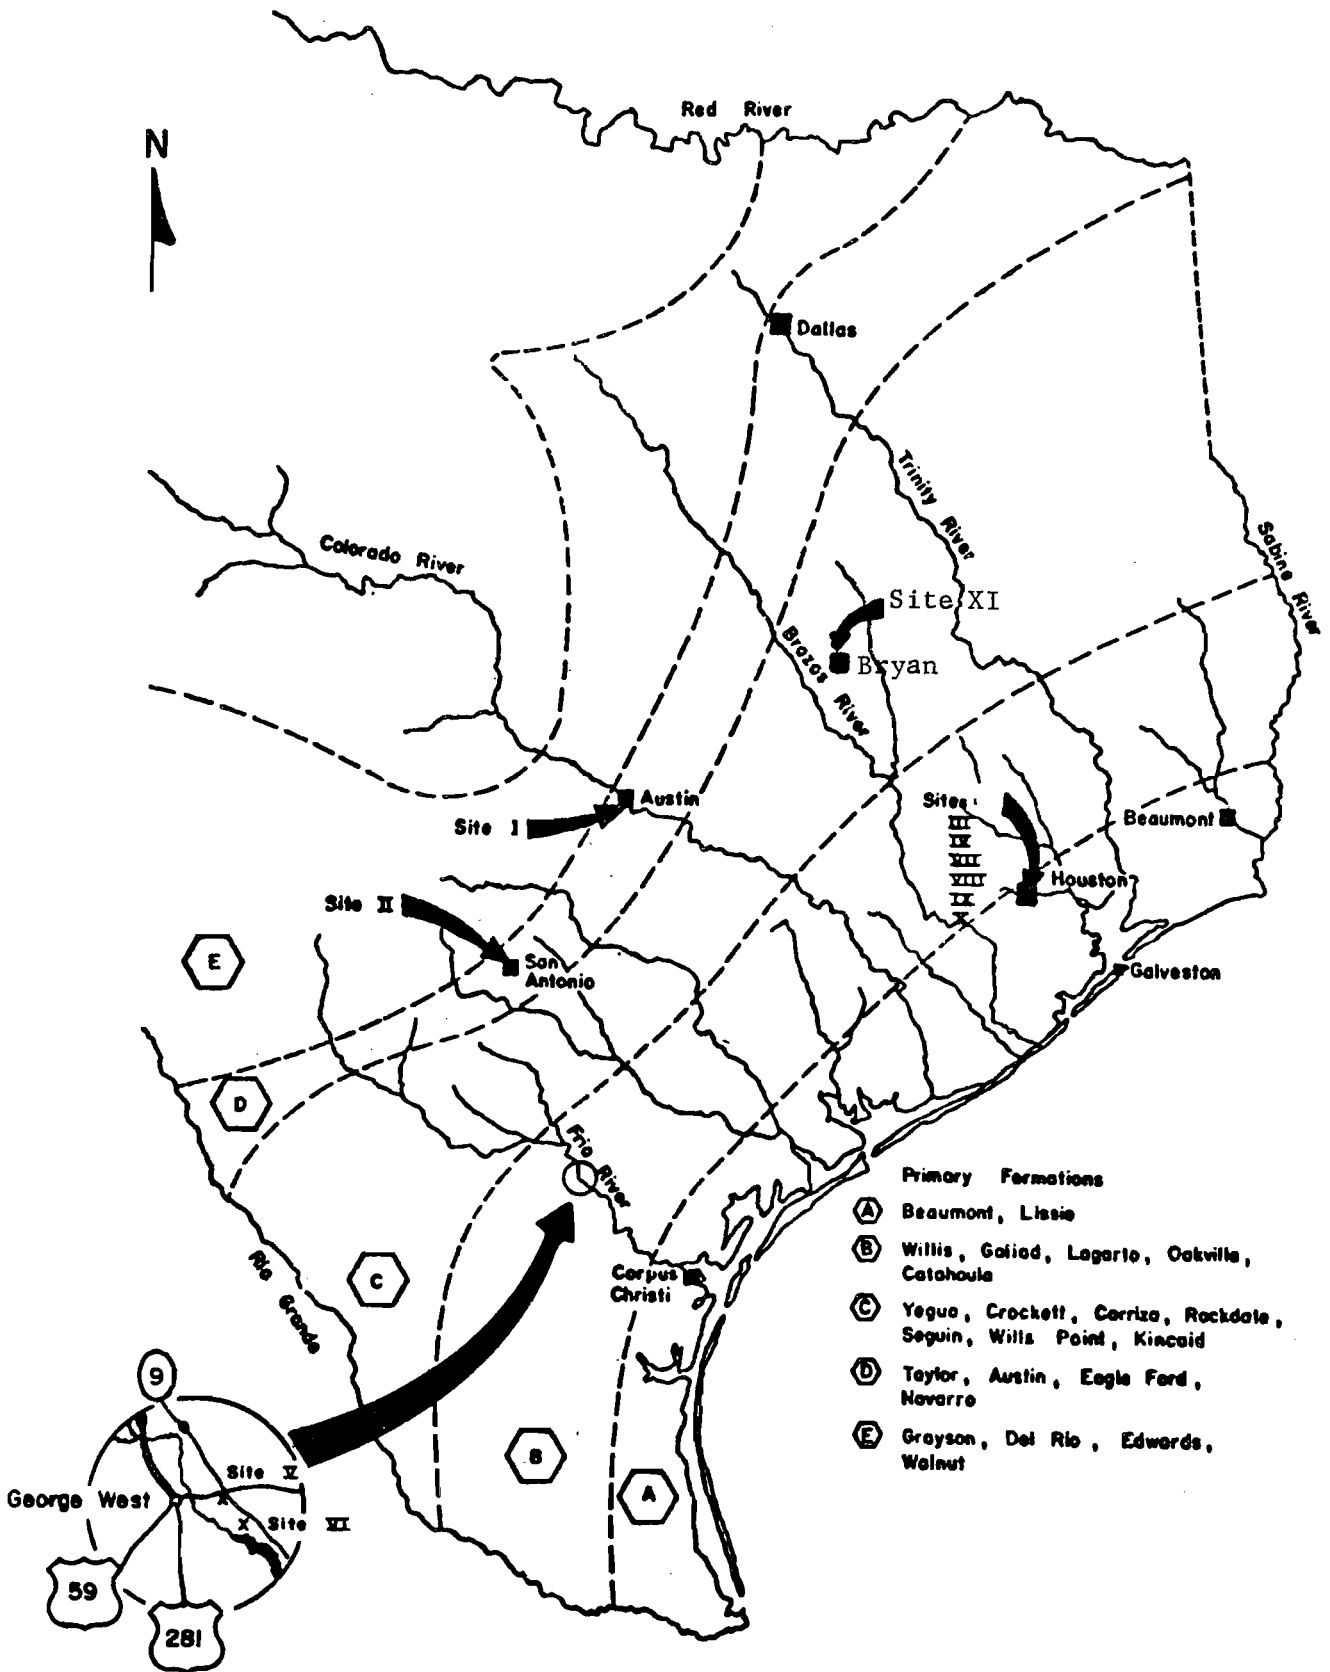 Red River
N
Dallas
Trinity River
Colorado River
Sabine River
Site XI
Brazos River
Bryan
Austin
Site I
Sites
III
IV
VII
VIII
IX
X
Beaumont
Houston
Site II
San
Antonio
E
Galveston
D
Frio River
Primary Formations
A Beaumont, Lissie
B Willis, Goliad, Lagarto, Oakville,
Catahoula
C Yegua, Crockett, Carrizo, Rockdale,
Seguin, Wills Point, Kincaid
D Taylor, Austin, Eagle Ford,
Navarro
E Grayson, Del Rio, Edwards,
Walnut
Rio Grande
C
Corpus
Christi
9
B
A
Site V
George West
X
X Site VI
59
281